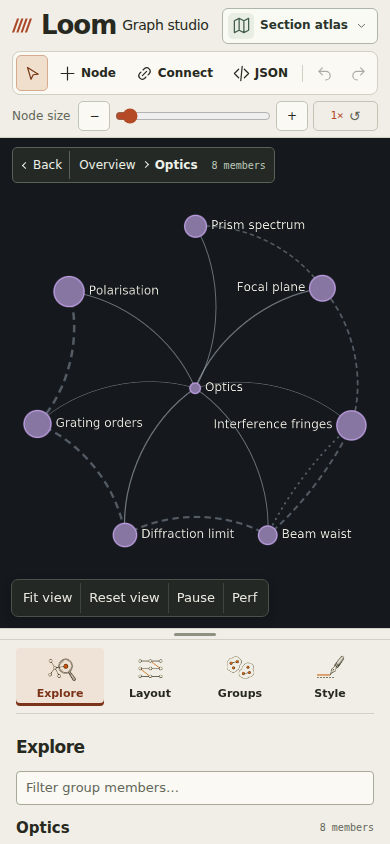 Loom Graph studio Section atlas
Node Connect JSON
Node size − + 1× ↺
Back Overview Optics 8 members
Prism spectrum
Focal plane
Polarisation
Optics
Grating orders
Interference fringes
Diffraction limit
Beam waist
Fit view Reset view Pause Perf
Explore Layout Groups Style
Explore
Filter group members...
Optics 8 members